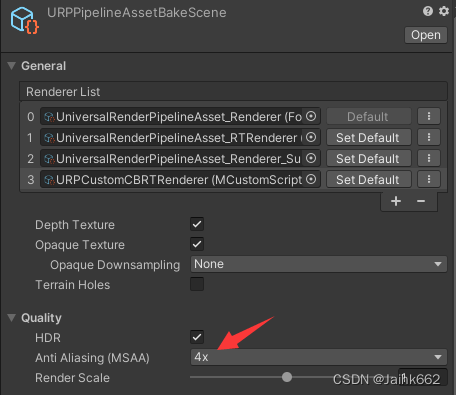 URPPipelineAssetBakeScene
Open
General
Renderer List
0 UniversalRenderPipelineAsset_Renderer (Fo Default
1 UniversalRenderPipelineAsset_RTRenderer ( Set Default
2 UniversalRenderPipelineAsset_Renderer_Su Set Default
3 URPCustomCBRTRenderer (MCustomScript Set Default
+ −
Depth Texture
Opaque Texture
Opaque Downsampling None
Terrain Holes
Quality
HDR
Anti Aliasing (MSAA) 4x
Render Scale 1
CSDN @Jaihk662